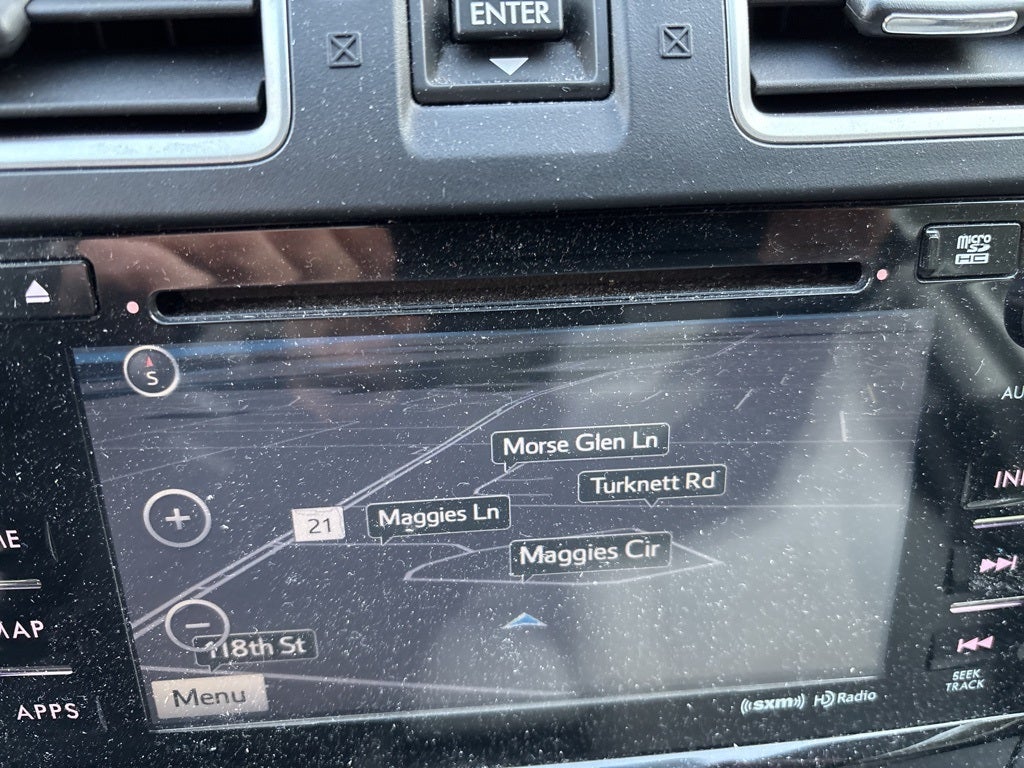 ENTER
micro
SD
HC
S
Morse Glen Ln
Turknett Rd
Maggies Ln
21
Maggies Cir
118th St
Menu
MAP
APPS
SEEK
TRACK
((sxm)) HD Radio